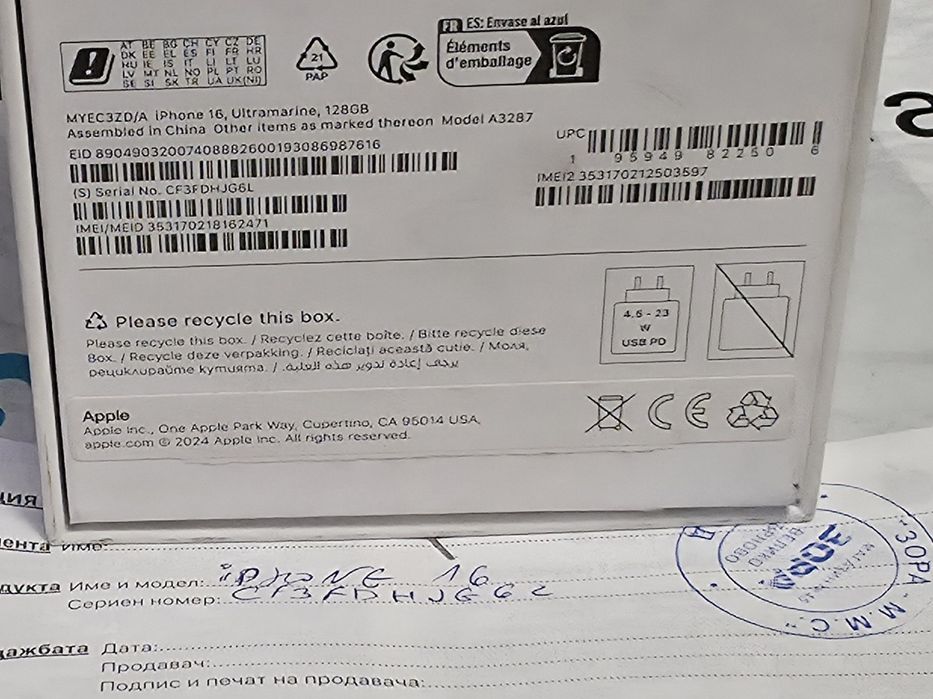 FR ES: Envase al azul
Éléments
d'emballage
AT BE BG CH CY CZ DE
DK EE EL ES FI FR HR
HU IE IS IT LI LT LU
LV MT NL NO PL PT RO
SE SI SK TR UA UK(NI)
21
PAP
MYEC3ZD/A iPhone 16, Ultramarine, 128GB
Assembled in China Other items as marked thereon Model A3287
EID 89049032007408882600193086987616
UPC
1 95949 82250 6
(S) Serial No. CF3FDHJG6L
IMEI2 353170212503597
IMEI/MEID 353170218162471
4.5 - 23
W
USB PD
Please recycle this box.
Please recycle this box. / Recyclez cette boîte. / Bitte recycle diese
Box. / Recycle deze verpakking. / Reciclați această cutie. / Моля,
рециклирайте кутията. / يرجى إعادة تدوير هذه العلبة.
Apple
Apple Inc., One Apple Park Way, Cupertino, CA 95014 USA,
apple.com © 2024 Apple Inc. All rights reserved.
CE
ция
ента Име:
одукта Име и модел: iPHONE 16
Сериен номер: CF3FDHJG6L
"ЗОРА - М.М.С."
ажбата Дата:
Продавач:
Подпис и печат на продавача: